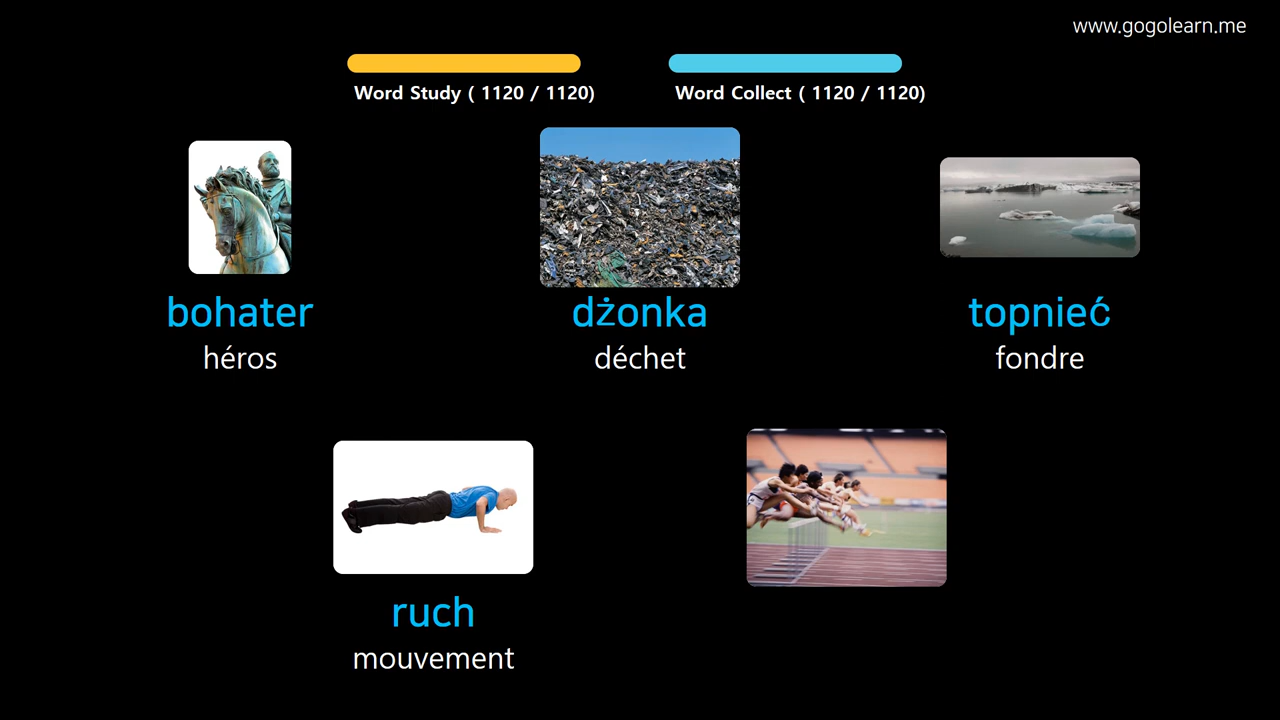 www.gogolearn.me
Word Study ( 1120 / 1120)
Word Collect ( 1120 / 1120)
bohater
héros
dżonka
déchet
topnieć
fondre
ruch
mouvement